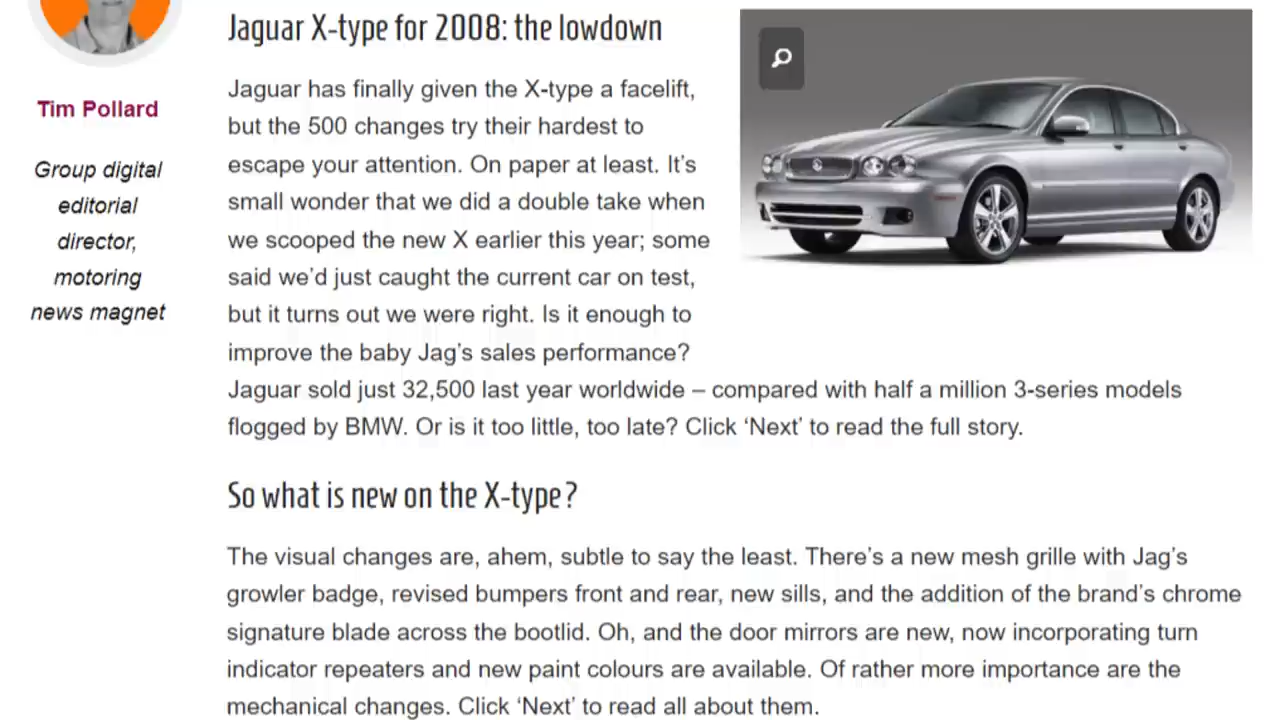 Tim Pollard
Group digital
editorial
director,
motoring
news magnet
Jaguar X-type for 2008: the lowdown
Jaguar has finally given the X-type a facelift,
but the 500 changes try their hardest to
escape your attention. On paper at least. It’s
small wonder that we did a double take when
we scooped the new X earlier this year; some
said we’d just caught the current car on test,
but it turns out we were right. Is it enough to
improve the baby Jag’s sales performance?
Jaguar sold just 32,500 last year worldwide – compared with half a million 3-series models
flogged by BMW. Or is it too little, too late? Click ‘Next’ to read the full story.
So what is new on the X-type?
The visual changes are, ahem, subtle to say the least. There’s a new mesh grille with Jag’s
growler badge, revised bumpers front and rear, new sills, and the addition of the brand’s chrome
signature blade across the bootlid. Oh, and the door mirrors are new, now incorporating turn
indicator repeaters and new paint colours are available. Of rather more importance are the
mechanical changes. Click ‘Next’ to read all about them.